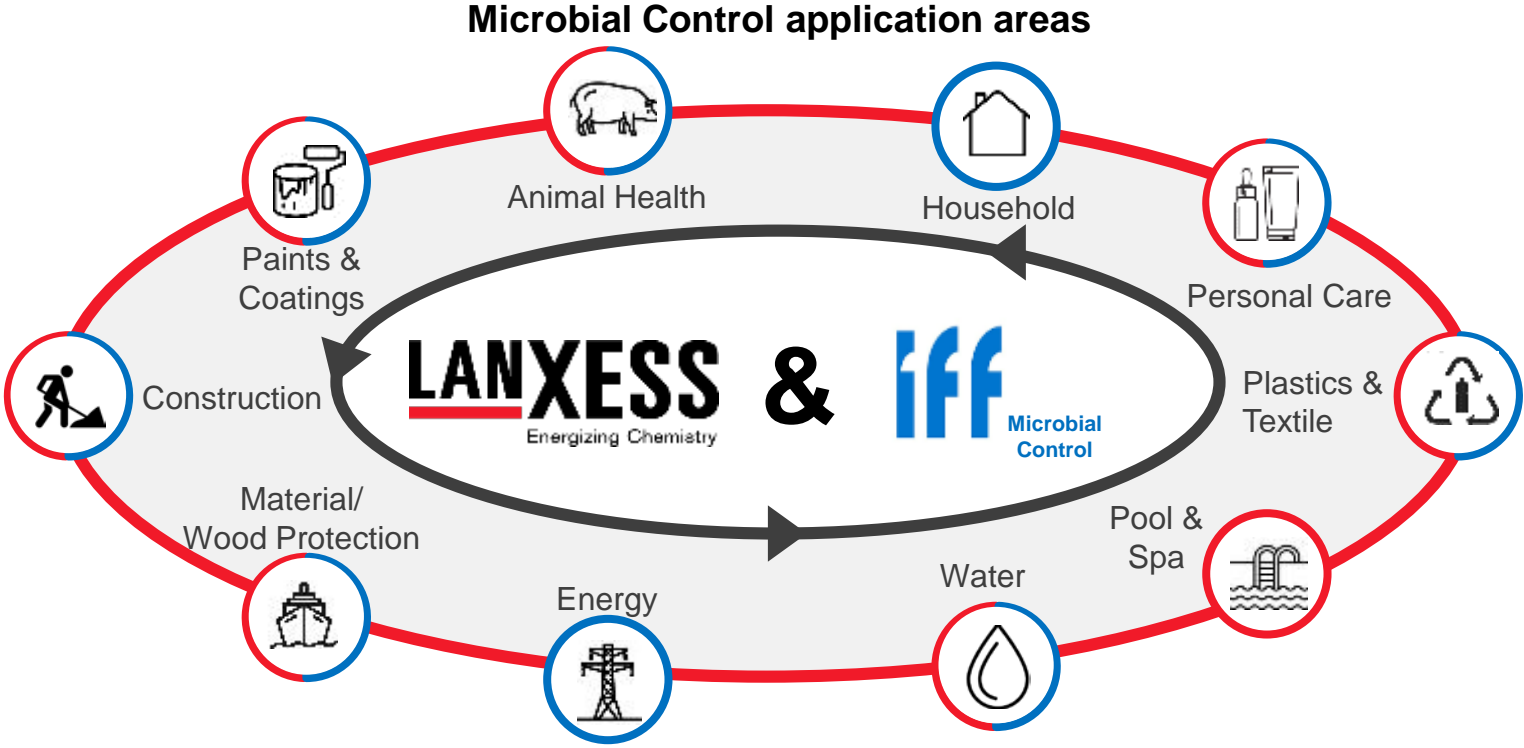 Microbial Control application areas
Animal Health
Household
Paints &
Coatings
Personal Care
Construction
LANXESS
Energizing Chemistry
&
iff
Microbial
Control
Plastics &
Textile
Material/
Wood Protection
Energy
Water
Pool &
Spa